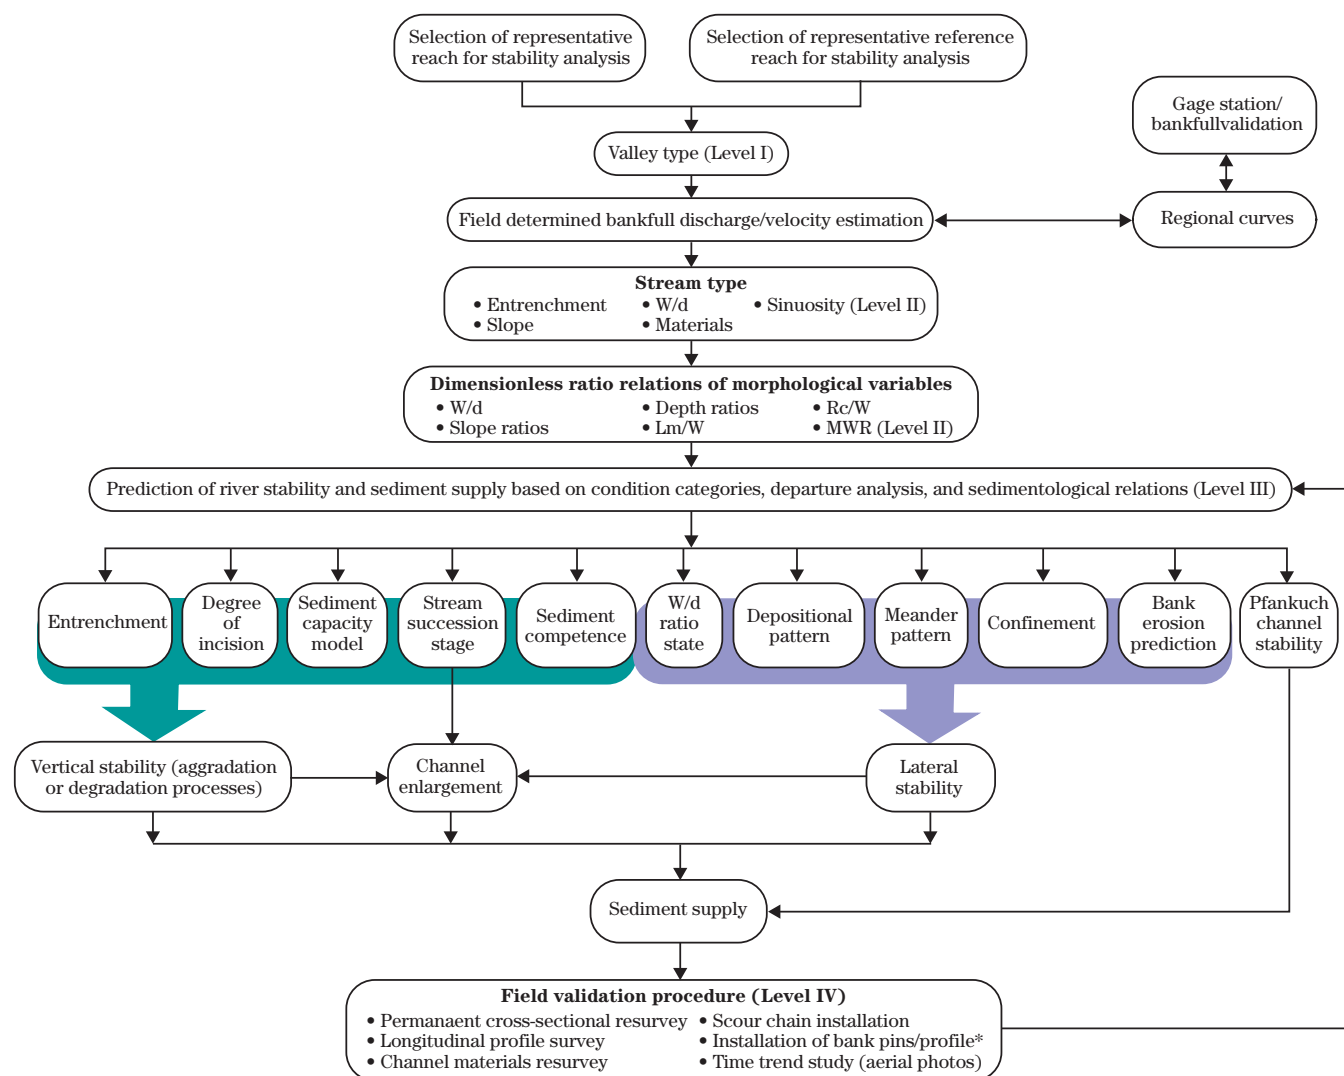 Selection of representative
reach for stability analysis
Selection of representative reference
reach for stability analysis
Gage station/
bankfullvalidation
Valley type (Level I)
Field determined bankfull discharge/velocity estimation
Regional curves
Stream type
• Entrenchment • W/d • Sinuosity (Level II)
• Slope • Materials
Dimensionless ratio relations of morphological variables
• W/d • Depth ratios • Rc/W
• Slope ratios • Lm/W • MWR (Level II)
Prediction of river stability and sediment supply based on condition categories, departure analysis, and sedimentological relations (Level III)
Entrenchment
Degree
of
incision
Sediment
capacity
model
Stream
succession
stage
Sediment
competence
W/d
ratio
state
Depositional
pattern
Meander
pattern
Confinement
Bank
erosion
prediction
Pfankuch
channel
stability
Vertical stability (aggradation
or degradation processes)
Channel
enlargement
Lateral
stability
Sediment supply
Field validation procedure (Level IV)
• Permanaent cross-sectional resurvey • Scour chain installation
• Longitudinal profile survey • Installation of bank pins/profile*
• Channel materials resurvey • Time trend study (aerial photos)